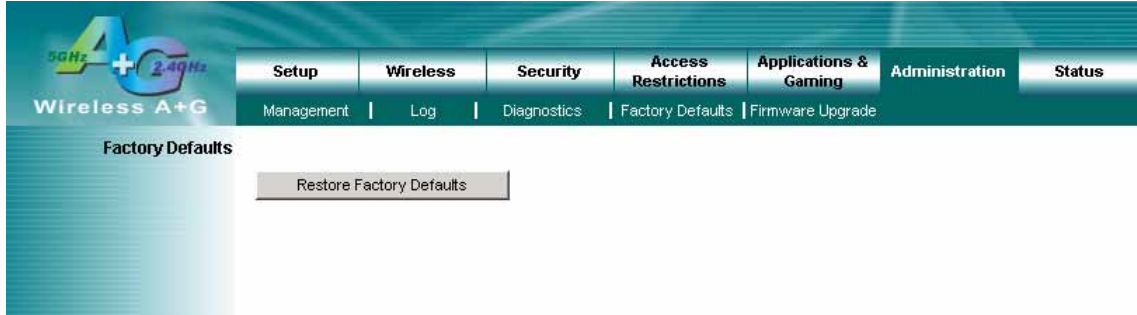 5GHz A+G 2.4GHz
Wireless A+G
Setup
Wireless
Security
Access
Restrictions
Applications &
Gaming
Administration
Status
Management | Log | Diagnostics | Factory Defaults | Firmware Upgrade
Factory Defaults
Restore Factory Defaults